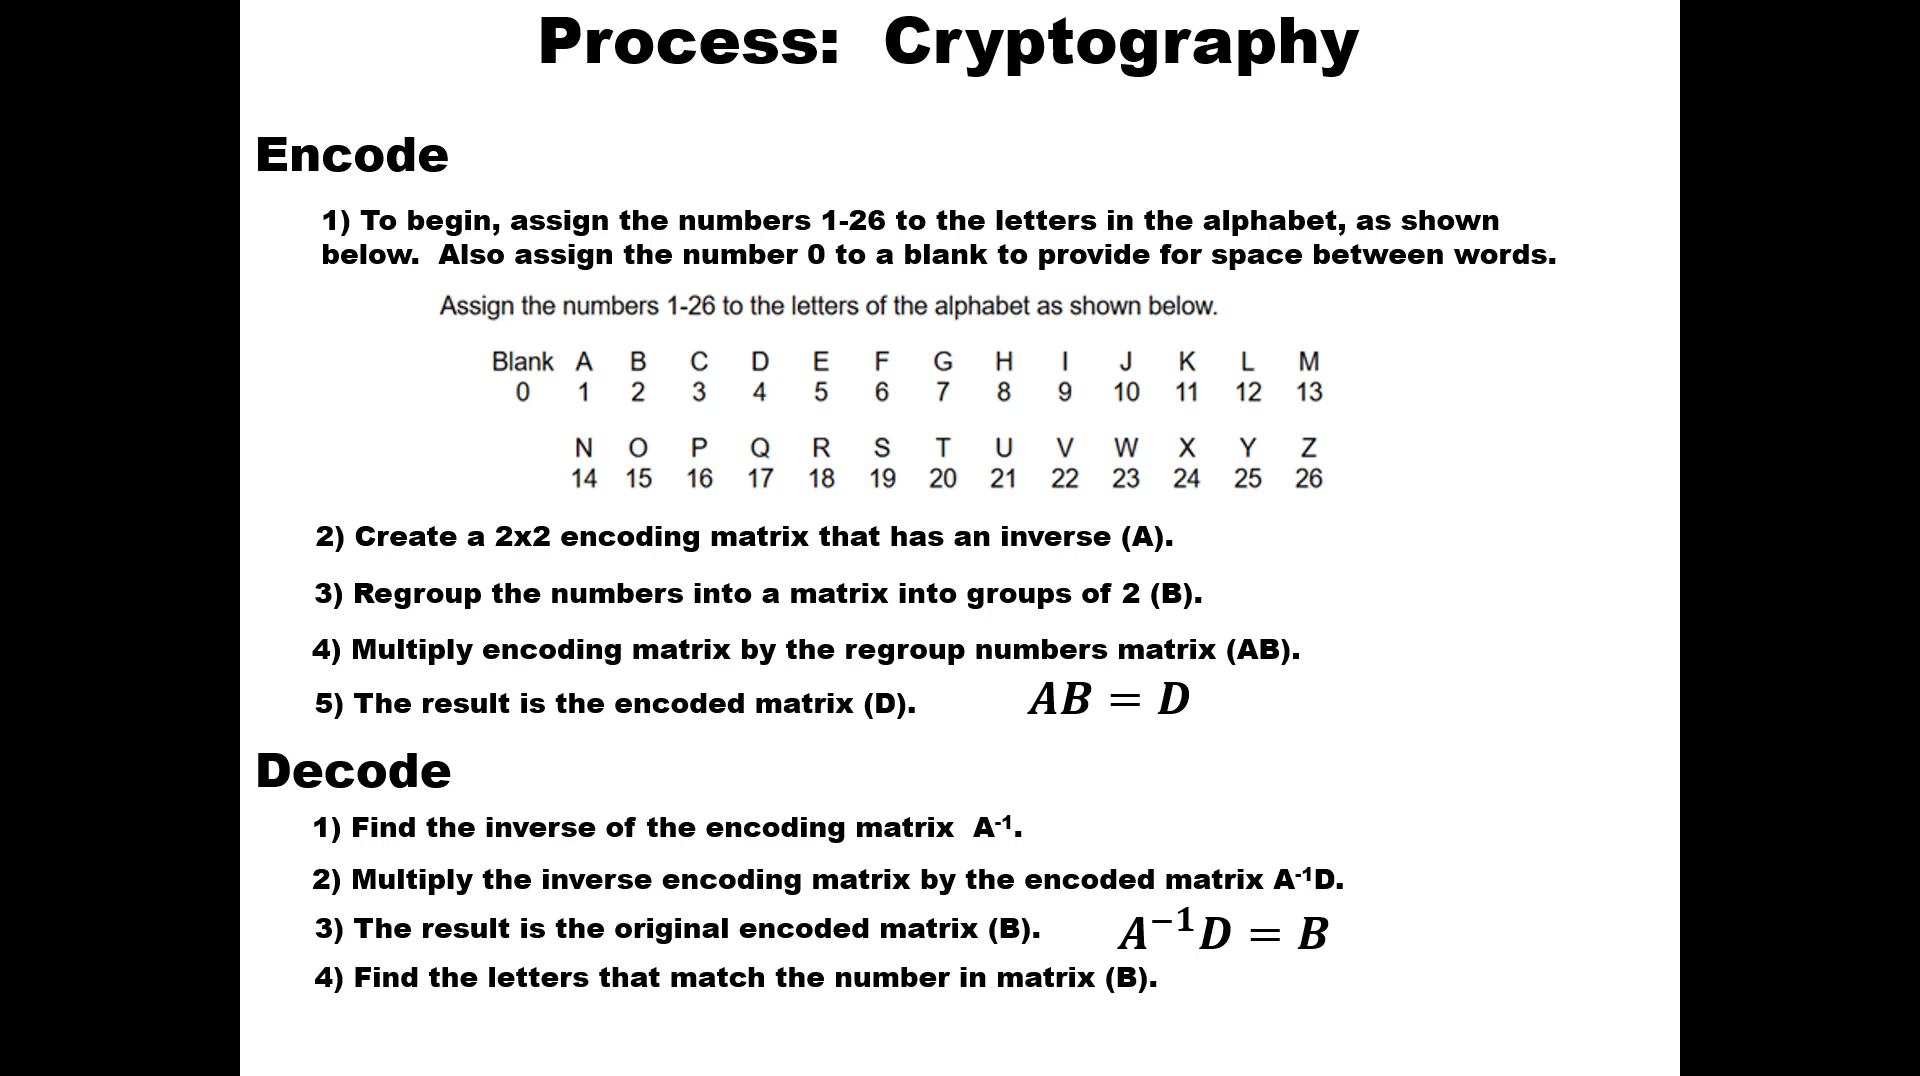 Process:  Cryptography
Encode
1) To begin, assign the numbers 1-26 to the letters in the alphabet, as shown
below.  Also assign the number 0 to a blank to provide for space between words.
Assign the numbers 1-26 to the letters of the alphabet as shown below.
Blank A B C D E F G H I J K L M
0 1 2 3 4 5 6 7 8 9 10 11 12 13
N O P Q R S T U V W X Y Z
14 15 16 17 18 19 20 21 22 23 24 25 26
2) Create a 2x2 encoding matrix that has an inverse (A).
3) Regroup the numbers into a matrix into groups of 2 (B).
4) Multiply encoding matrix by the regroup numbers matrix (AB).
5) The result is the encoded matrix (D). AB = D
Decode
1) Find the inverse of the encoding matrix  A⁻¹.
2) Multiply the inverse encoding matrix by the encoded matrix A⁻¹D.
3) The result is the original encoded matrix (B). A⁻¹D = B
4) Find the letters that match the number in matrix (B).